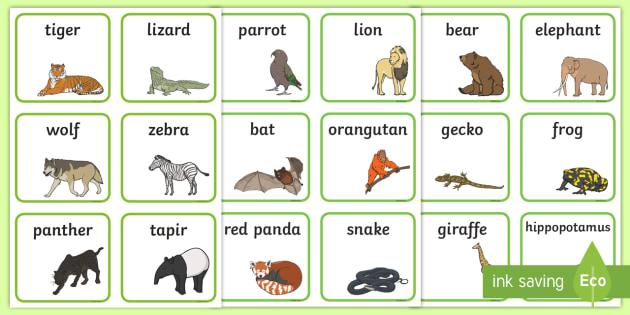 tiger
lizard
parrot
lion
bear
elephant
wolf
zebra
bat
orangutan
gecko
frog
panther
tapir
red panda
snake
giraffe
hippopotamus
ink saving
Eco